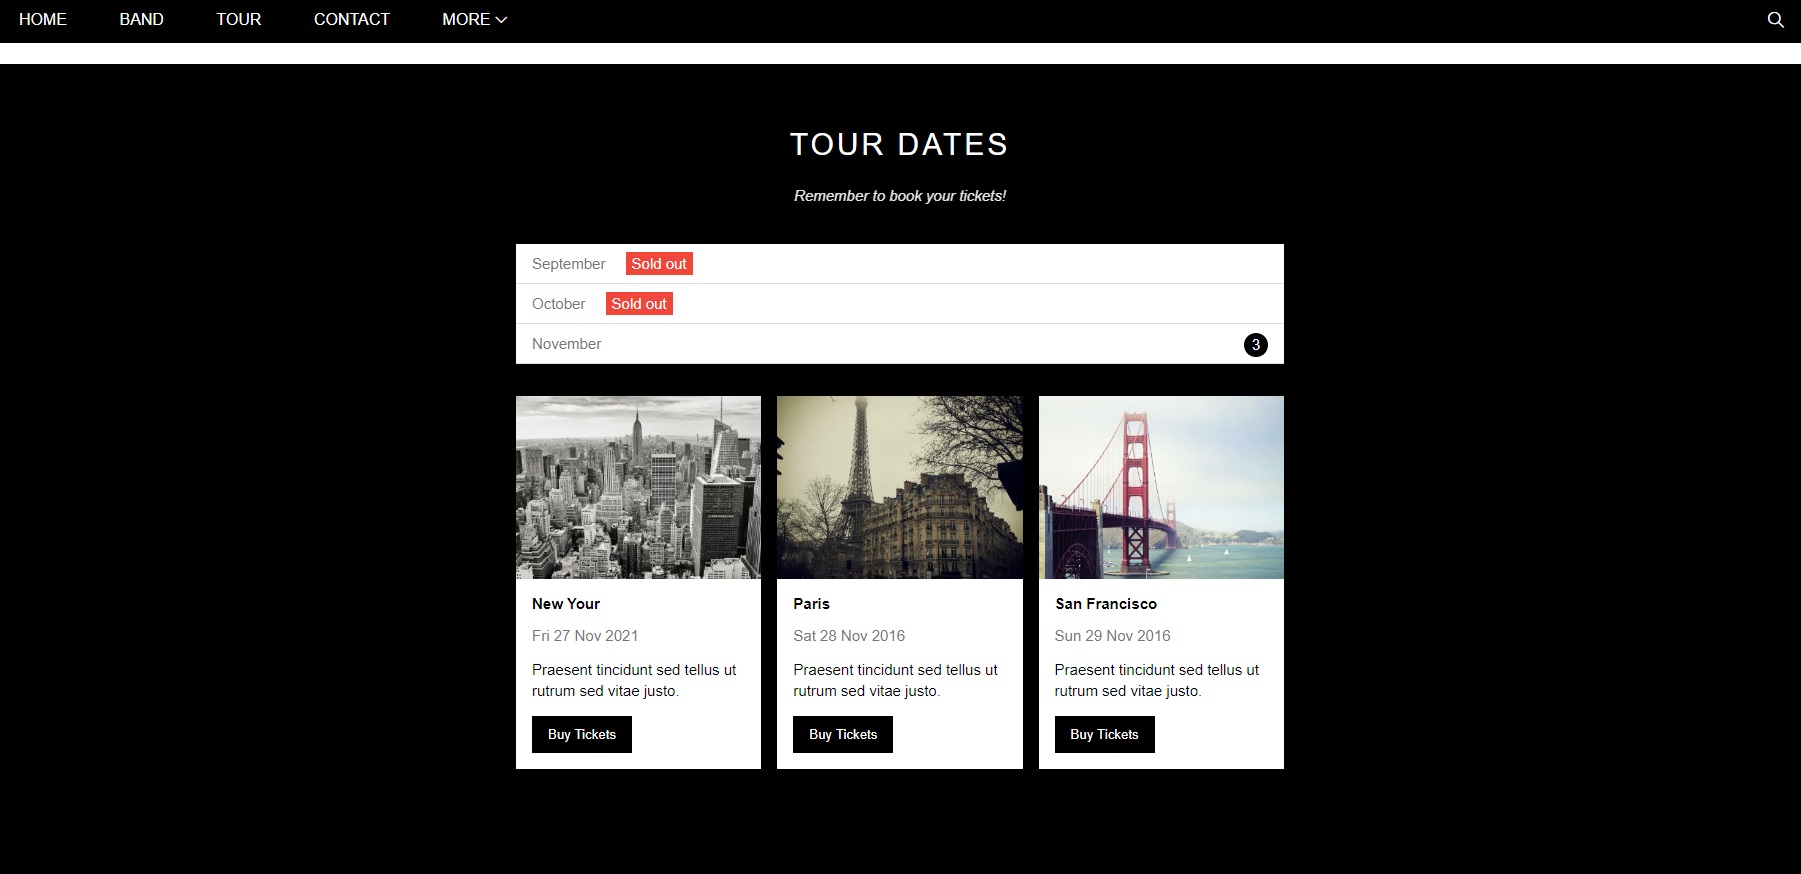 HOME BAND TOUR CONTACT MORE
TOUR DATES
Remember to book your tickets!
September Sold out
October Sold out
November 3
New Your
Fri 27 Nov 2021
Praesent tincidunt sed tellus ut
rutrum sed vitae justo.
Buy Tickets
Paris
Sat 28 Nov 2016
Praesent tincidunt sed tellus ut
rutrum sed vitae justo.
Buy Tickets
San Francisco
Sun 29 Nov 2016
Praesent tincidunt sed tellus ut
rutrum sed vitae justo.
Buy Tickets